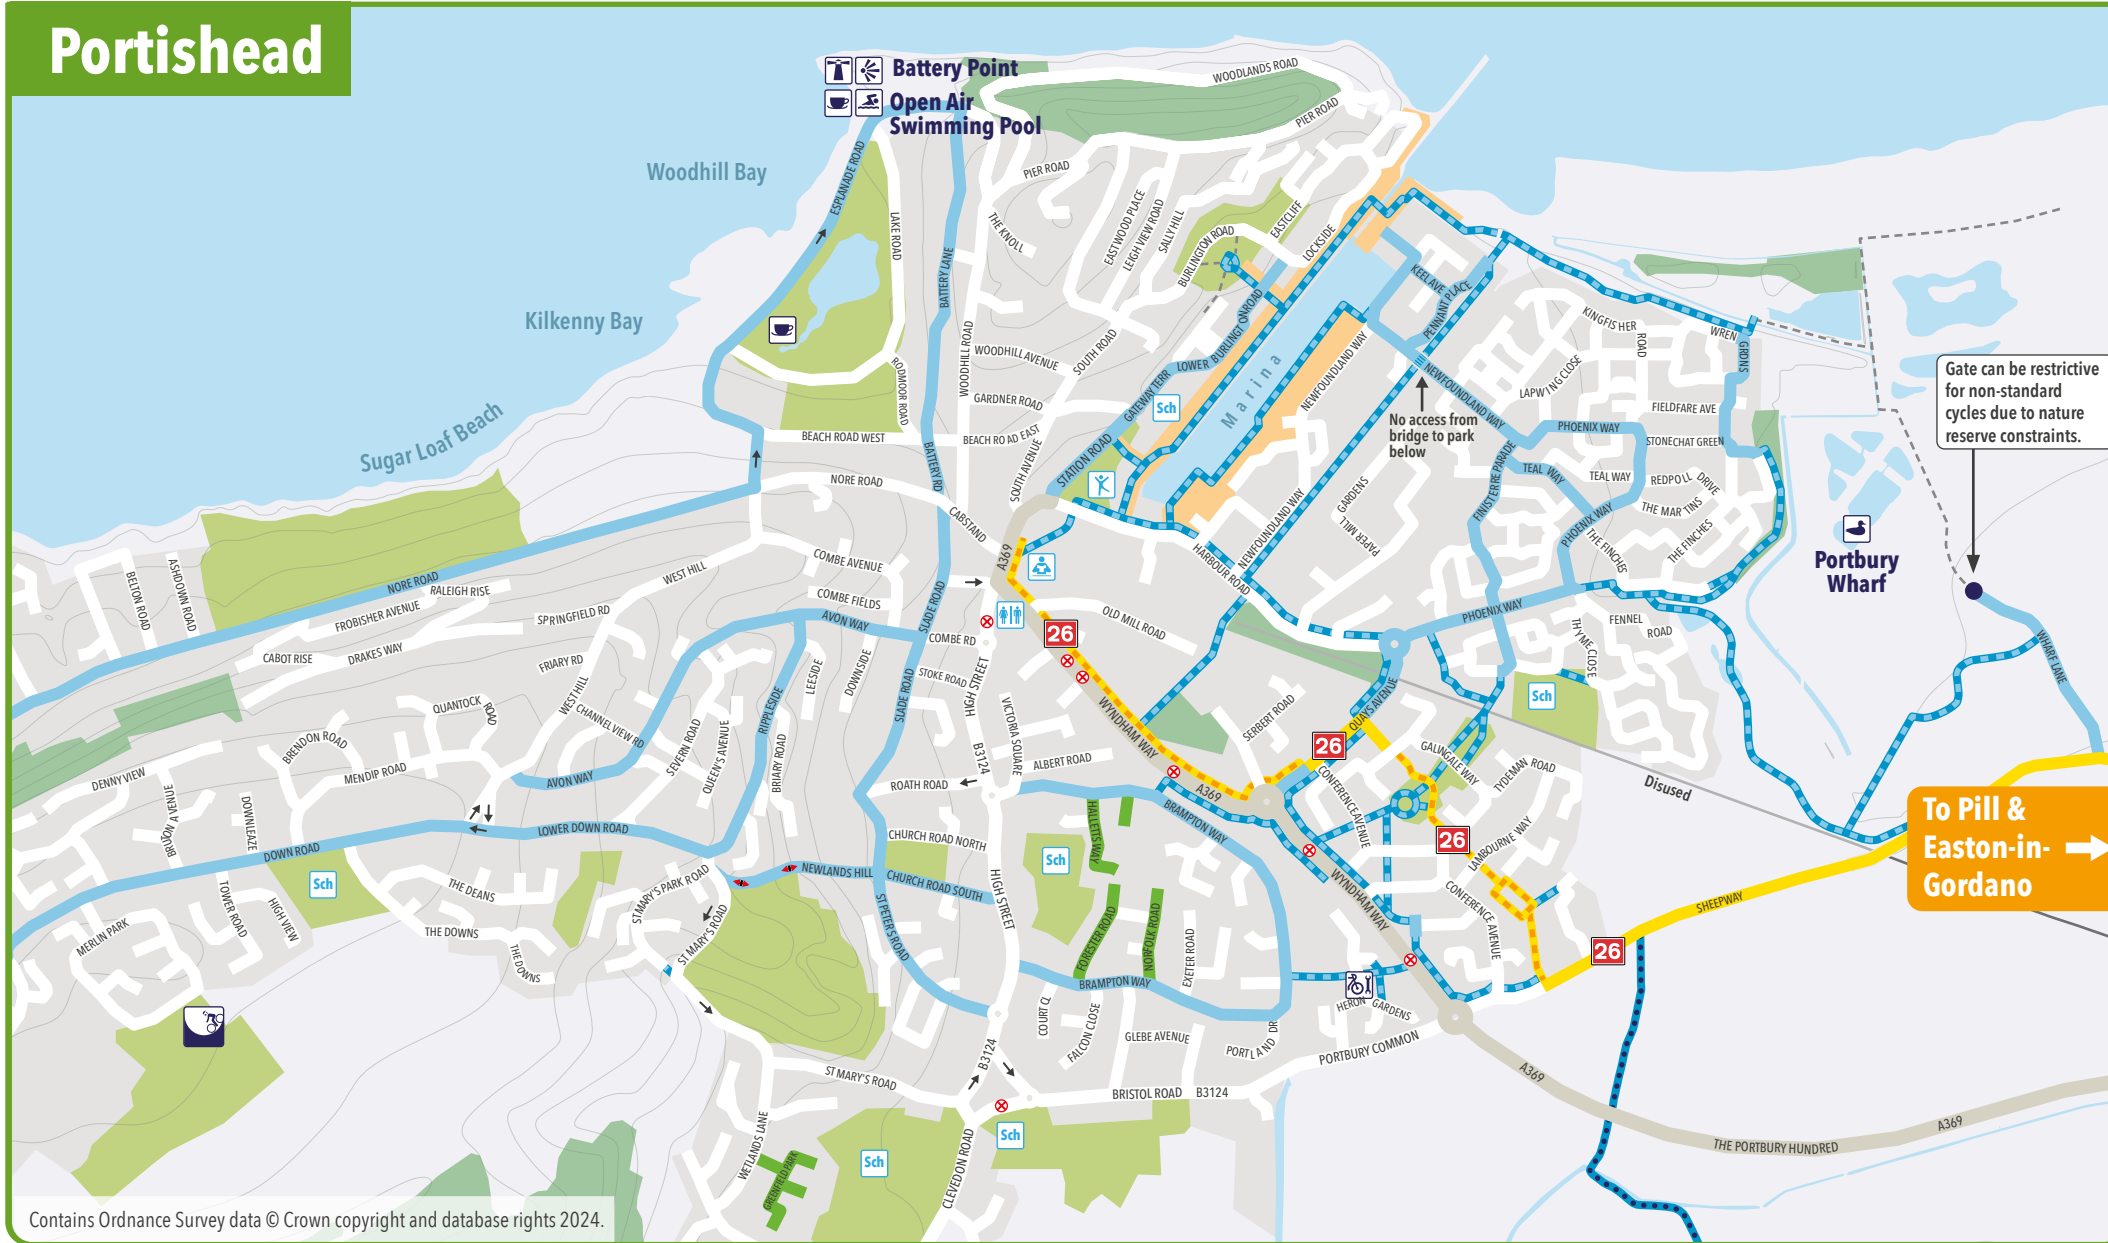 Portishead
Battery Point
Open Air
Swimming Pool
WOODLANDS ROAD
PIER ROAD
PIER ROAD
Woodhill Bay
ESPLANADE ROAD
LAKE ROAD
BATTERY LANE
THE KNOLL
EASTWOOD PLACE
LEIGH VIEW ROAD
SALLY HILL
BURLINGTON ROAD
EASTCLIFF
LOCKSIDE
KEEL AVE
PENNANT PLACE
Kilkenny Bay
WOODHILL ROAD
WOODHILL AVENUE
SOUTH ROAD
LOWER BURLINGTON ROAD
GATEWAY TERR
Marina
NEWFOUNDLAND WAY
NEWFOUNDLAND WAY
KINGFISHER
ROAD
WREN
GRDNS
LAPWING CLOSE
FIELDFARE AVE
Gate can be restrictive
for non-standard
cycles due to nature
reserve constraints.
RODMOOR ROAD
GARDNER ROAD
Sch
No access from
bridge to park
below
PHOENIX WAY
STONECHAT GREEN
Sugar Loaf Beach
BEACH ROAD WEST
BEACH ROAD EAST
BATTERY RD
SOUTH AVENUE
STATION ROAD
FINISTERRE PARADE
TEAL WAY
TEAL WAY
REDPOLL
DRIVE
NORE ROAD
CABSTAND
GARDENS
PAPER MILL
NEWFOUNDLAND WAY
THE MARTINS
PHOENIX WAY
THE FINCHES
THE FINCHES
Portbury
Wharf
BELTON ROAD
ASHDOWN ROAD
NORE ROAD
RALEIGH RISE
FROBISHER AVENUE
WEST HILL
COMBE AVENUE
COMBE FIELDS
A369
HARBOUR ROAD
CABOT RISE
DRAKES WAY
SPRINGFIELD RD
AVON WAY
SLADE ROAD
COMBE RD
26
OLD MILL ROAD
PHOENIX WAY
FENNEL
ROAD
THYME CLOSE
WHARF LANE
FRIARY RD
WEST HILL
LEESIDE
DOWNSIDE
STOKE ROAD
HIGH STREET
QUANTOCK
ROAD
CHANNEL VIEW RD
RIPPLESIDE
SLADE ROAD
VICTORIA SQUARE
WYNDHAM WAY
SERBERT ROAD
QUAYS AVENUE
Sch
BRENDON ROAD
SEVERN ROAD
QUEEN'S AVENUE
BRIARY ROAD
B3124
ALBERT ROAD
26
GALINGALE WAY
TYDEMAN ROAD
Disused
DENNY VIEW
MENDIP ROAD
AVON WAY
ROATH ROAD
A369
CONFERENCE AVENUE
BRUTON AVENUE
DOWNLEAZE
LOWER DOWN ROAD
DOWN ROAD
CHURCH ROAD NORTH
HALLETTS WAY
BRAMPTON WAY
26
LAMBOURNE WAY
To Pill &
Easton-in-
Gordano
Sch
THE DEANS
ST MARY'S PARK ROAD
NEWLANDS HILL
CHURCH ROAD SOUTH
HIGH STREET
Sch
WYNDHAM WAY
CONFERENCE AVENUE
SHEEPWAY
TOWER ROAD
HIGH VIEW
MERLIN PARK
THE DOWNS
THE DOWNS
ST MARY'S ROAD
ST PETERS ROAD
FORESTER ROAD
NORFOLK ROAD
EXETER ROAD
26
BRAMPTON WAY
COURT CL
FALCON CLOSE
GLEBE AVENUE
PORTLAND DR
HERON GARDENS
PORTBURY COMMON
B3124
ST MARY'S ROAD
BRISTOL ROAD B3124
A369
THE PORTBURY HUNDRED
A369
WETLANDS LANE
GREENFIELD PARK
Sch
CLEVEDON ROAD
Sch
Contains Ordnance Survey data © Crown copyright and database rights 2024.